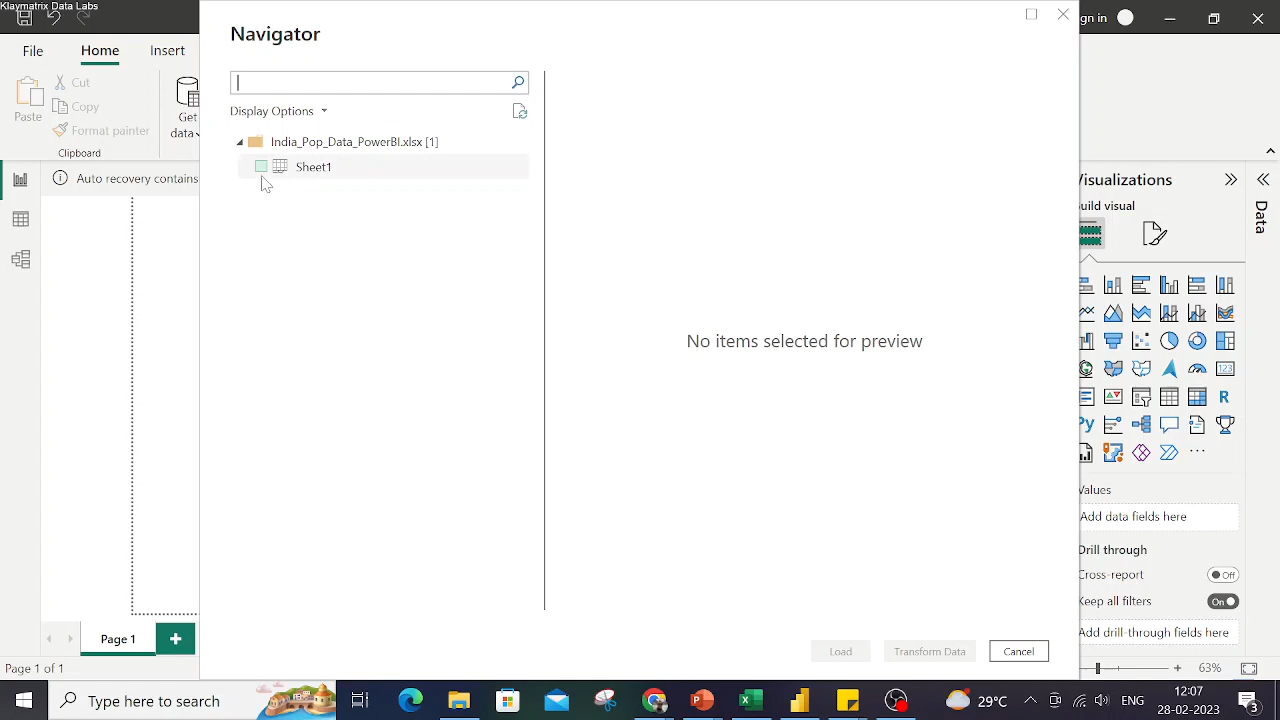 Kaymatrix Data Labs
gn in
Navigator
File
Home
Insert
Cut
Paste
Copy
Format painter
Clipboard
Get
data
Auto recovery contains
Display Options
India_Pop_Data_PowerBI.xlsx [1]
Sheet1
No items selected for preview
Load
Transform Data
Cancel
Visualizations
Data
uild visual
123
R
Py
...
Values
Add data fields here
Drill through
Cross-report
Off
Keep all filters
On
Add drill-through fields here
Page 1
+
Page 1 of 1
- + 63%
Type here to search
29°C
ENG
12:07
28-02-2023
3